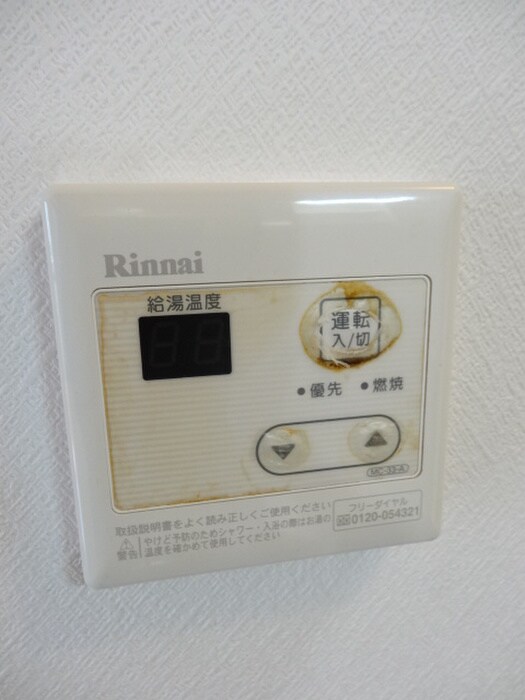 Rinnai
給湯温度
運転
入/切
優先
燃焼
MC-33-A
取扱説明書をよく読み正しくご使用ください
フリーダイヤル
0120-054321
警告
やけど予防のためシャワー・入浴の際はお湯の
温度を確かめて使用してください